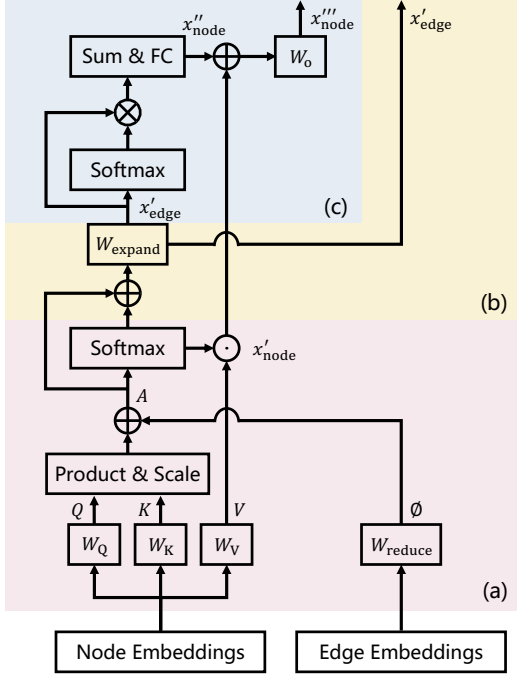 x″node x‴node x′edge
Sum & FC Wo
Softmax
x′edge (c)
Wexpand
(b)
Softmax x′node
A
Product & Scale
Q K V ∅
WQ WK WV Wreduce
(a)
Node Embeddings Edge Embeddings